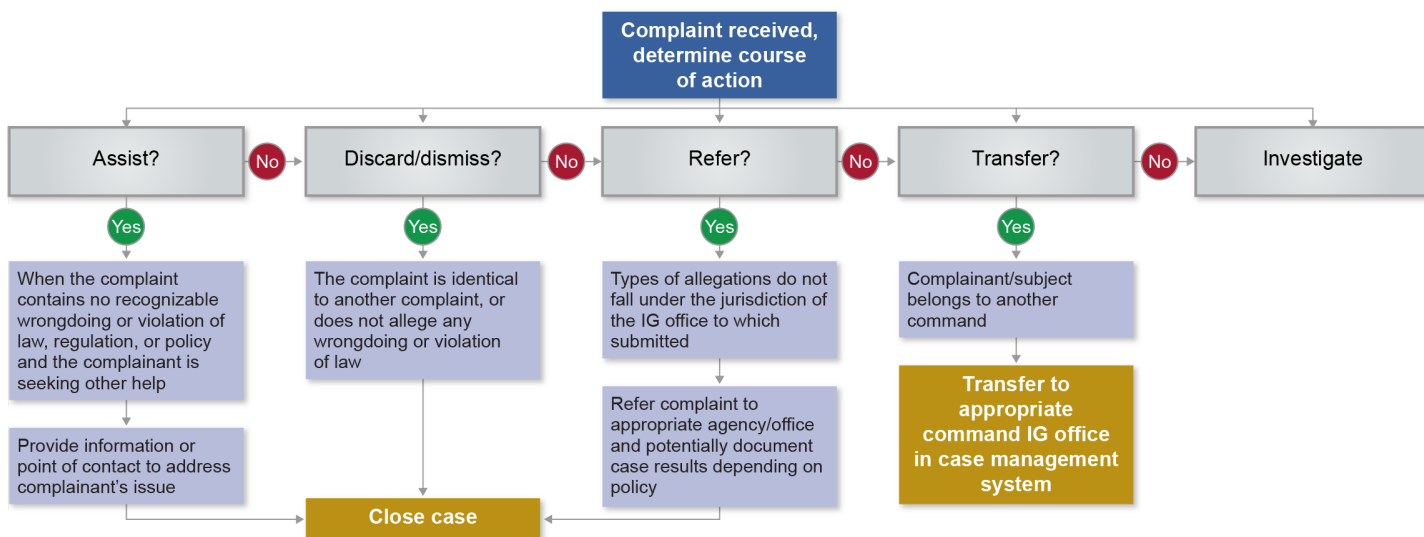 Complaint received,
determine course
of action
Assist?
No
Discard/dismiss?
No
Refer?
No
Transfer?
No
Investigate
Yes
Yes
Yes
Yes
When the complaint
contains no recognizable
wrongdoing or violation of
law, regulation, or policy
and the complainant is
seeking other help
The complaint is identical
to another complaint, or
does not allege any
wrongdoing or violation
of law
Types of allegations do not
fall under the jurisdiction of
the IG office to which
submitted
Complainant/subject
belongs to another
command
Provide information or
point of contact to address
complainant's issue
Refer complaint to
appropriate agency/office
and potentially document
case results depending on
policy
Transfer to
appropriate
command IG office
in case management
system
Close case